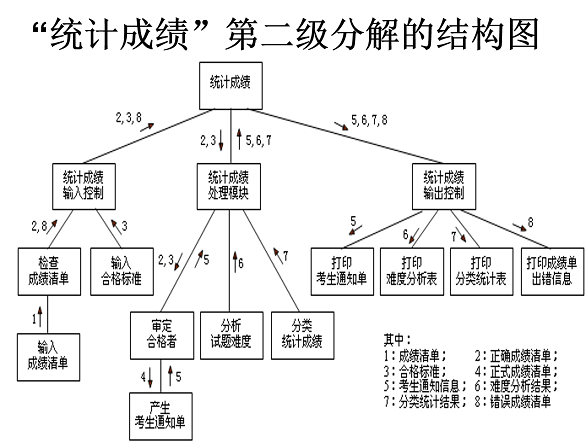 “统计成绩”第二级分解的结构图
统计成绩
2,3,8
2,3
5,6,7
5,6,7,8
统计成绩
输入控制
统计成绩
处理模块
统计成绩
输出控制
2,8
3
2,3
5
6
7
5
6
7
8
检查
成绩清单
输入
合格标准
打印
考生通知单
打印
难度分析表
打印
分类统计表
打印成绩单
出错信息
1
输入
成绩清单
审定
合格者
分析
试题难度
分类
统计成绩
4
5
产生
考生通知单
其中:
1:成绩清单; 2:正确成绩清单;
3:合格标准; 4:正式成绩清单;
5:考生通知信息; 6:难度分析结果;
7:分类统计结果; 8:错误成绩清单